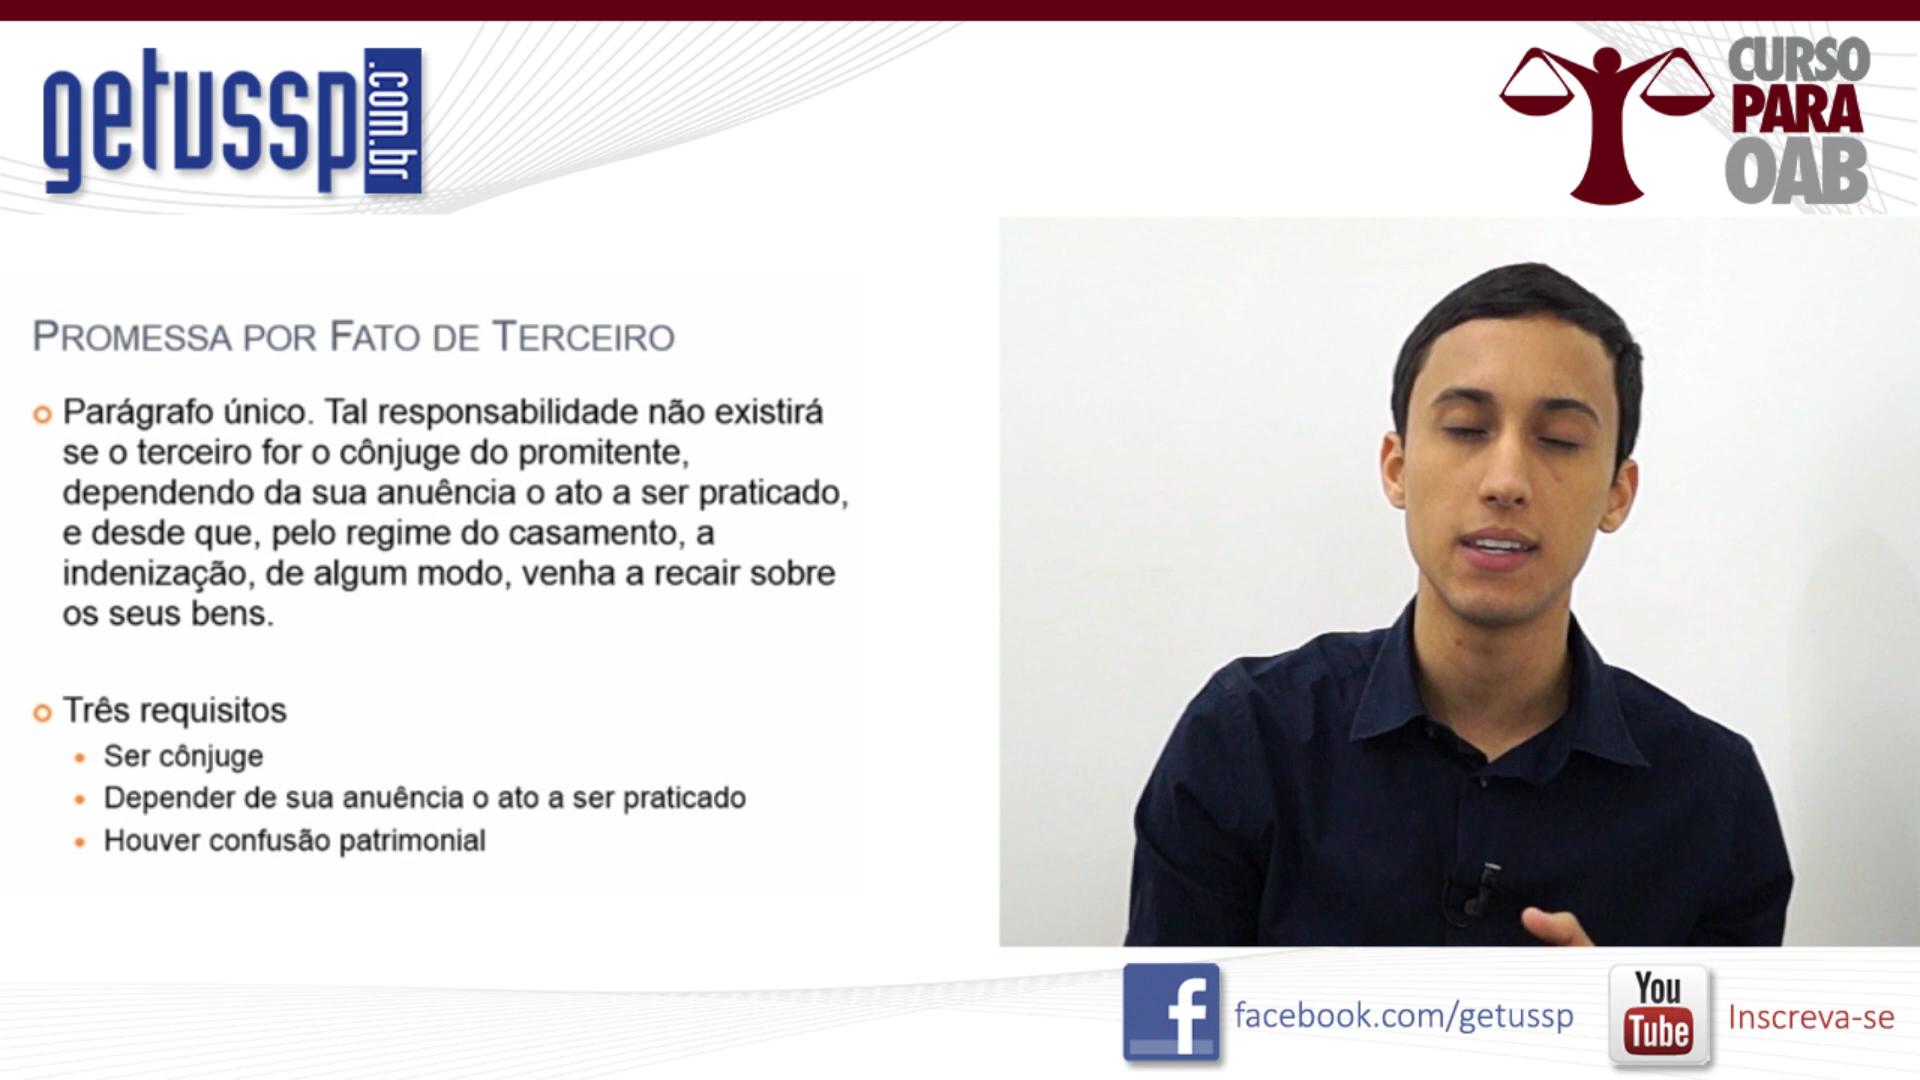 getussp.com.br
CURSO
PARA
OAB
PROMESSA POR FATO DE TERCEIRO
Parágrafo único. Tal responsabilidade não existirá
se o terceiro for o cônjuge do promitente,
dependendo da sua anuência o ato a ser praticado,
e desde que, pelo regime do casamento, a
indenização, de algum modo, venha a recair sobre
os seus bens.
Três requisitos
Ser cônjuge
Depender de sua anuência o ato a ser praticado
Houver confusão patrimonial
f facebook.com/getussp
You
Tube
Inscreva-se